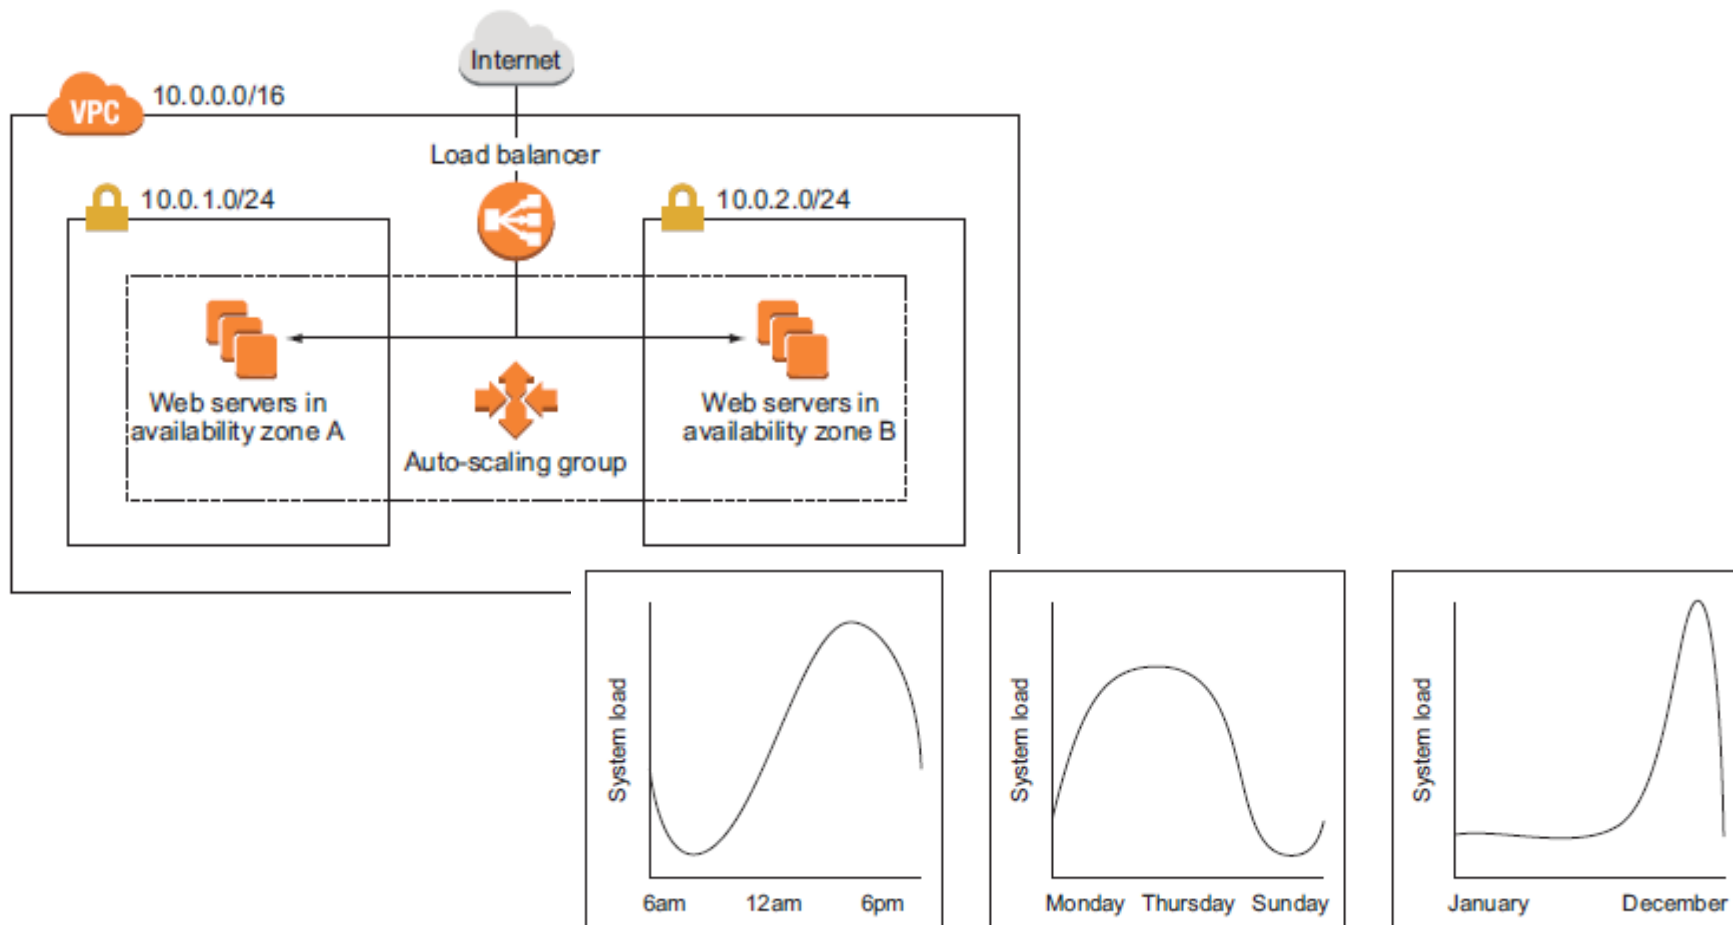 Internet
VPC
10.0.0.0/16
Load balancer
10.0.1.0/24
10.0.2.0/24
Web servers in
availability zone A
Web servers in
availability zone B
Auto-scaling group
System load
6am 12am 6pm
System load
Monday Thursday Sunday
System load
January December